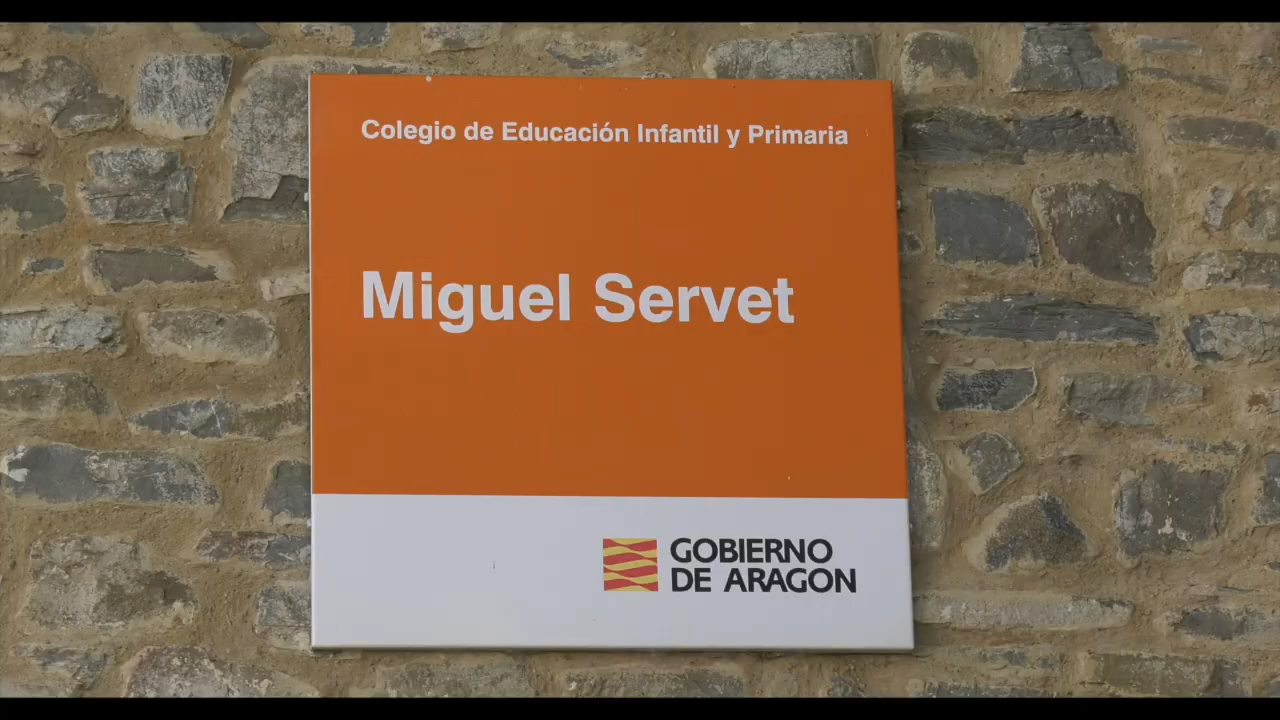 Colegio de Educación Infantil y Primaria
Miguel Servet
GOBIERNO
DE ARAGON